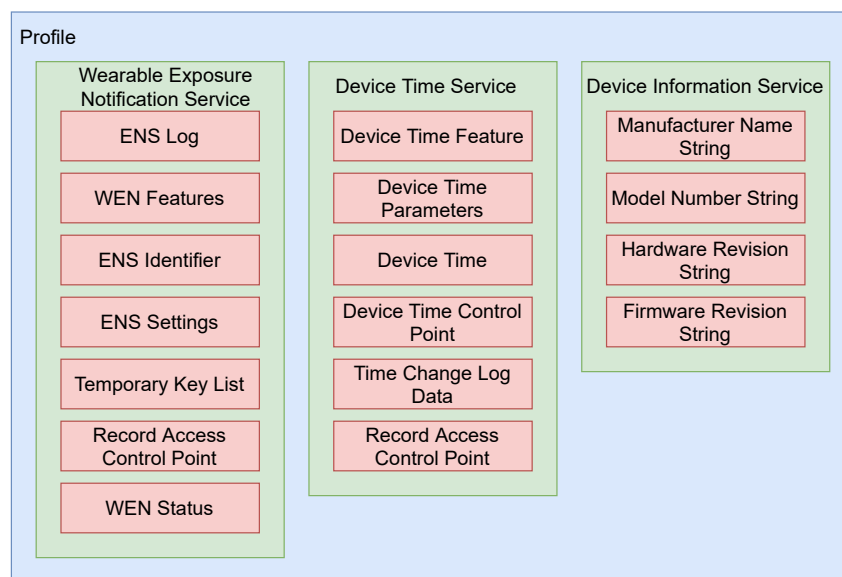 Profile
Wearable Exposure
Notification Service
ENS Log
WEN Features
ENS Identifier
ENS Settings
Temporary Key List
Record Access
Control Point
WEN Status
Device Time Service
Device Time Feature
Device Time
Parameters
Device Time
Device Time Control
Point
Time Change Log
Data
Record Access
Control Point
Device Information Service
Manufacturer Name
String
Model Number String
Hardware Revision
String
Firmware Revision
String